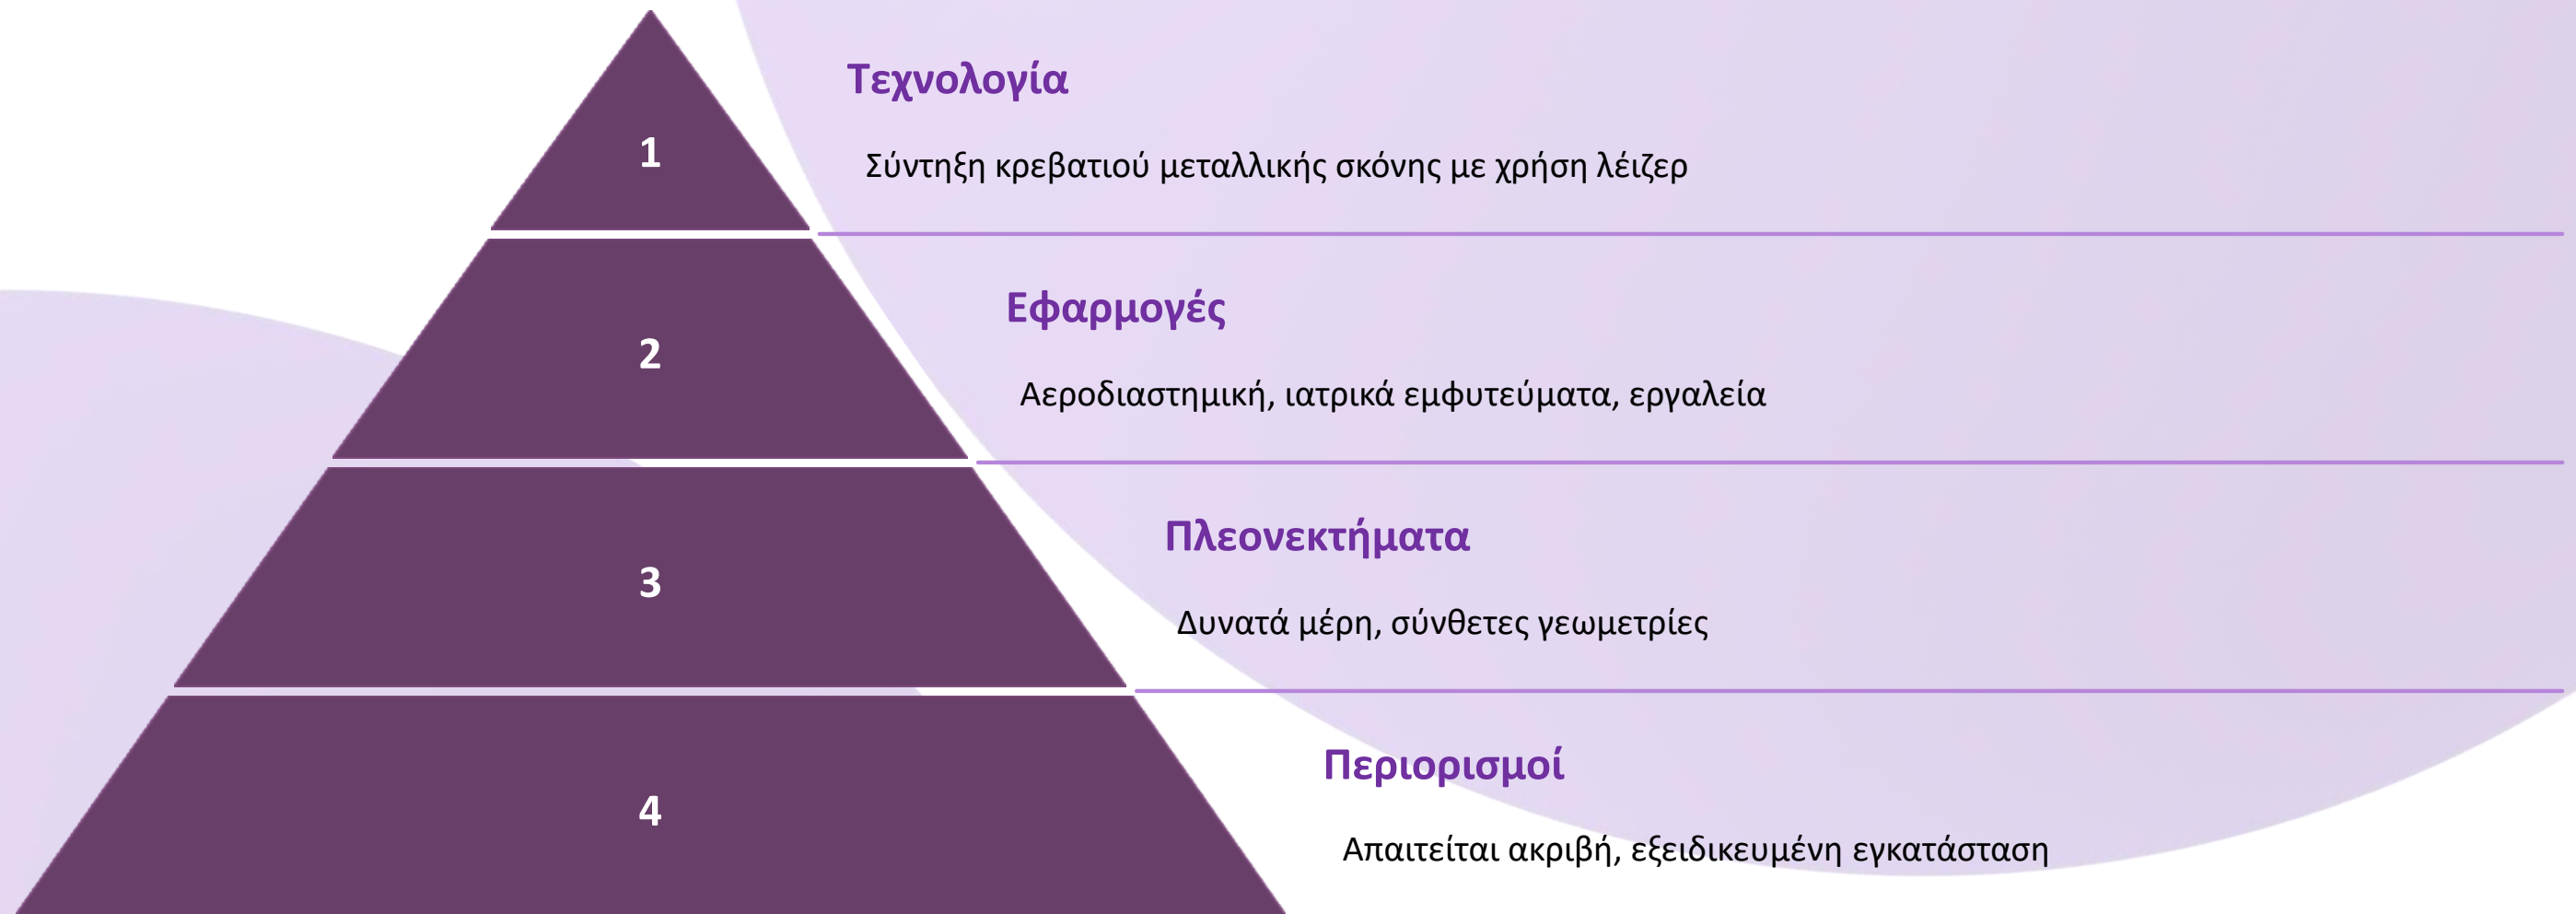 1
Τεχνολογία
Σύντηξη κρεβατιού μεταλλικής σκόνης με χρήση λέιζερ
2
Εφαρμογές
Αεροδιαστημική, ιατρικά εμφυτεύματα, εργαλεία
3
Πλεονεκτήματα
Δυνατά μέρη, σύνθετες γεωμετρίες
4
Περιορισμοί
Απαιτείται ακριβή, εξειδικευμένη εγκατάσταση